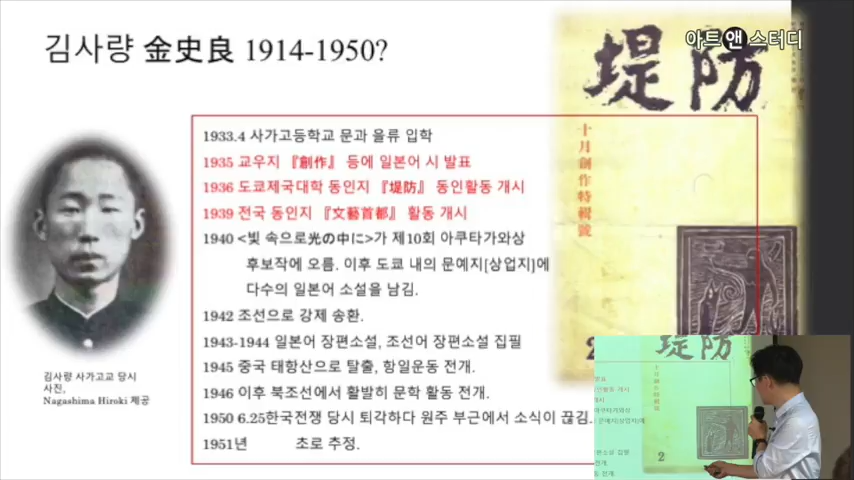 김사량 金史良 1914-1950?
아트앤스터디
堤防
十月創作特輯號
1933.4 사가고등학교 문과 을류 입학
1935 교우지 『創作』 등에 일본어 시 발표
1936 도쿄제국대학 동인지 『堤防』 동인활동 개시
1939 전국 동인지 『文藝首都』 활동 개시
1940 <빛 속으로光の中に>가 제10회 아쿠타가와상
후보작에 오름. 이후 도쿄 내의 문예지[상업지]에
다수의 일본어 소설을 남김.
1942 조선으로 강제 송환.
1943-1944 일본어 장편소설, 조선어 장편소설 집필
1945 중국 태항산으로 탈출, 항일운동 전개.
1946 이후 북조선에서 활발히 문학 활동 전개.
1950 6.25한국전쟁 당시 퇴각하다 원주 부근에서 소식이 끊김.
1951년 초로 추정.
김사량 사가고교 당시
사진,
Nagashima Hiroki 제공
2
堤防
十月創作特輯號
2